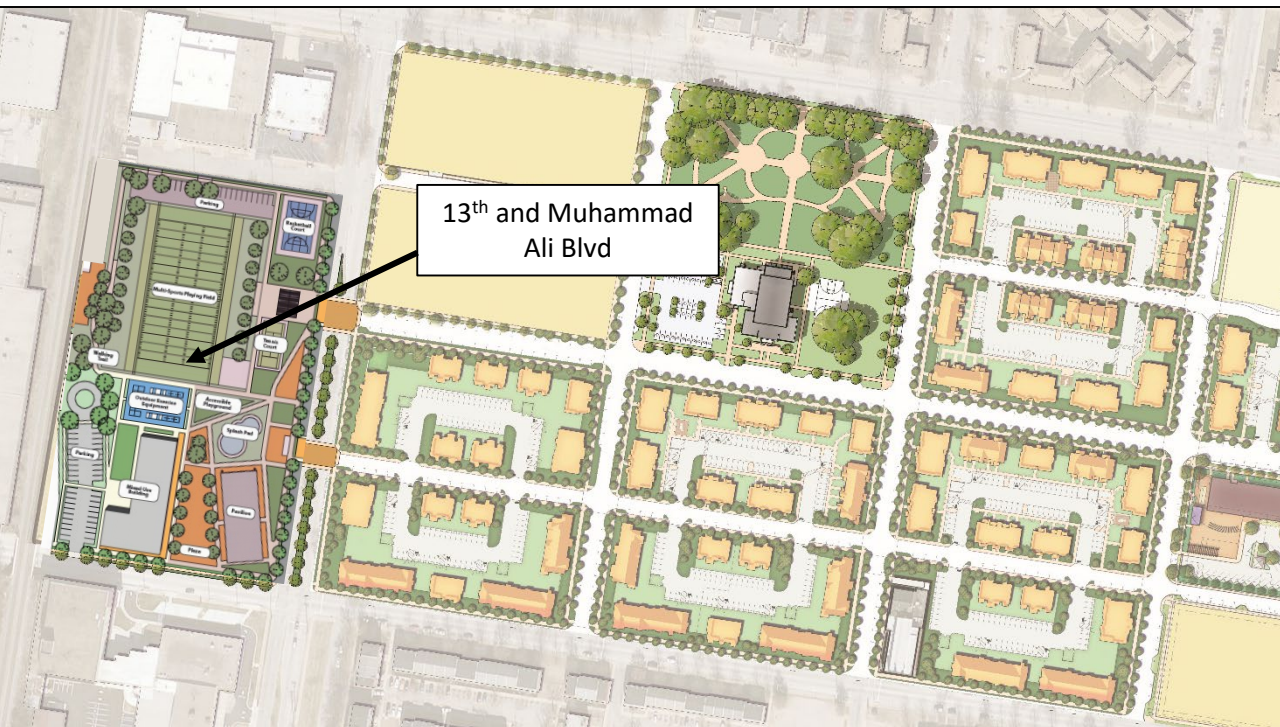 13th and Muhammad
Ali Blvd
Parking
Basketball
Court
Multi-Sports Playing Field
Tennis
Court
Walking
Trail
Outdoor Exercise
Equipment
Accessible
Playground
Splash Pad
Parking
Mixed-Use
Building
Pavilion
Plaza